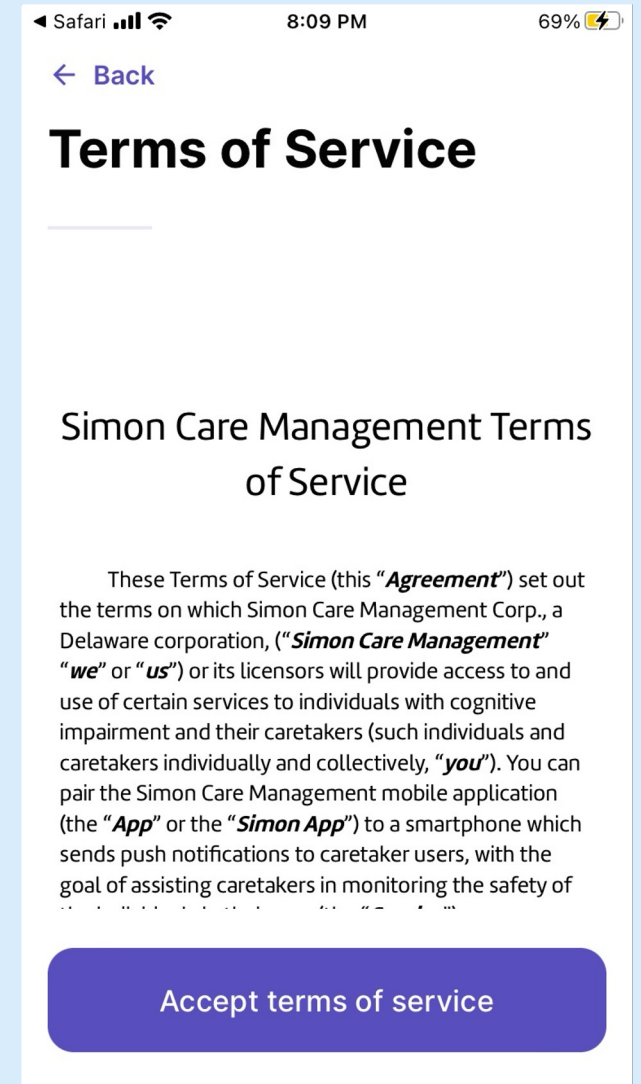 ◀ Safari 8:09 PM 69%
← Back
Terms of Service
Simon Care Management Terms
of Service
These Terms of Service (this “Agreement”) set out
the terms on which Simon Care Management Corp., a
Delaware corporation, (“Simon Care Management”
“we” or “us”) or its licensors will provide access to and
use of certain services to individuals with cognitive
impairment and their caretakers (such individuals and
caretakers individually and collectively, “you”). You can
pair the Simon Care Management mobile application
(the “App” or the “Simon App”) to a smartphone which
sends push notifications to caretaker users, with the
goal of assisting caretakers in monitoring the safety of
Accept terms of service